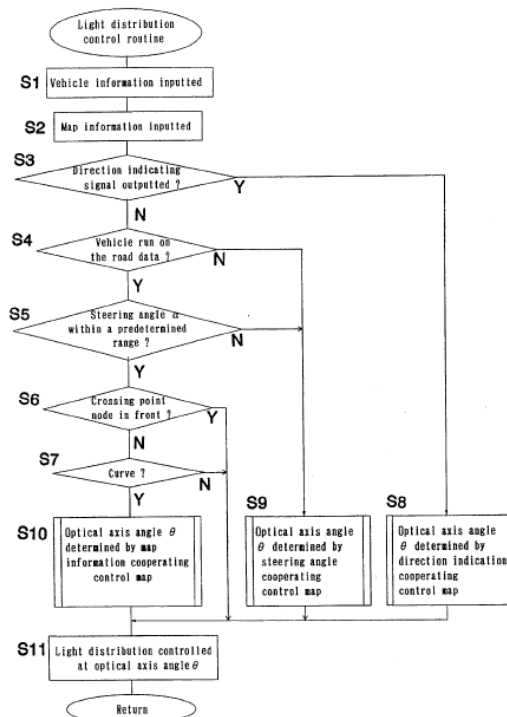 Light distribution
control routine
S1
Vehicle information inputted
S2
Map information inputted
S3
Direction indicating
signal outputted ?
Y
N
S4
Vehicle run on
the road data ?
N
Y
S5
Steering angle α
within a predetermined
range ?
N
Y
S6
Crossing point
node in front ?
Y
N
S7
Curve ?
N
Y
S10
Optical axis angle θ
determined by map
information cooperating
control map
S9
Optical axis angle
θ determined by
steering angle
cooperating
control map
S8
Optical axis angle
θ determined by
direction indication
cooperating
control map
S11
Light distribution controlled
at optical axis angle θ
Return